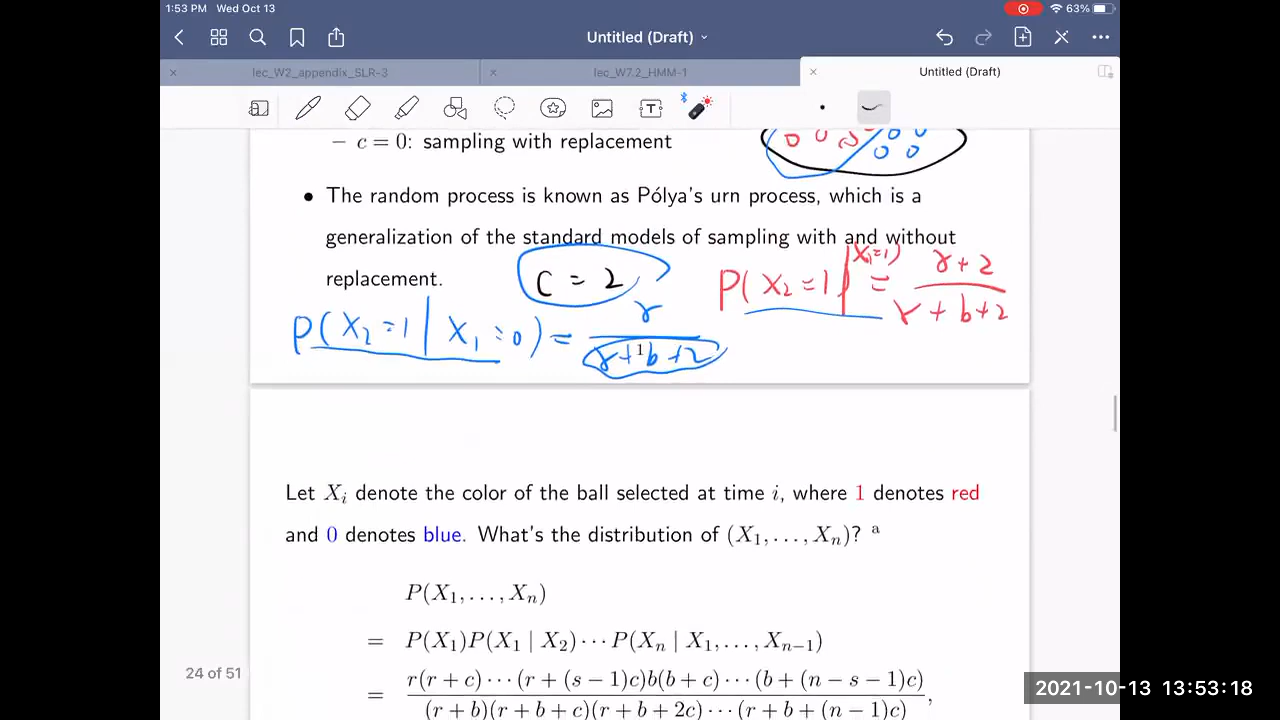 1:53 PM Wed Oct 13
63%
Untitled (Draft)
lec_W2_appendix_SLR-3
lec_W7.2_HMM-1
Untitled (Draft)
– c = 0: sampling with replacement
• The random process is known as Pólya's urn process, which is a
generalization of the standard models of sampling with and without
replacement.
C = 2
P(X₂=1 | X₁=1) = r+2 / r+b+2
P(X₂=1 | X₁=0) = r / r+b+2
1
Let Xᵢ denote the color of the ball selected at time i, where 1 denotes red
and 0 denotes blue. What's the distribution of (X₁, …, Xₙ)? ᵃ
P(X₁, …, Xₙ)
= P(X₁)P(X₁ | X₂) ··· P(Xₙ | X₁, …, Xₙ₋₁)
= r(r + c) ··· (r + (s − 1)c)b(b + c) ··· (b + (n − s − 1)c)
(r + b)(r + b + c)(r + b + 2c) ··· (r + b + (n − 1)c) ,
24 of 51
2021-10-13 13:53:18